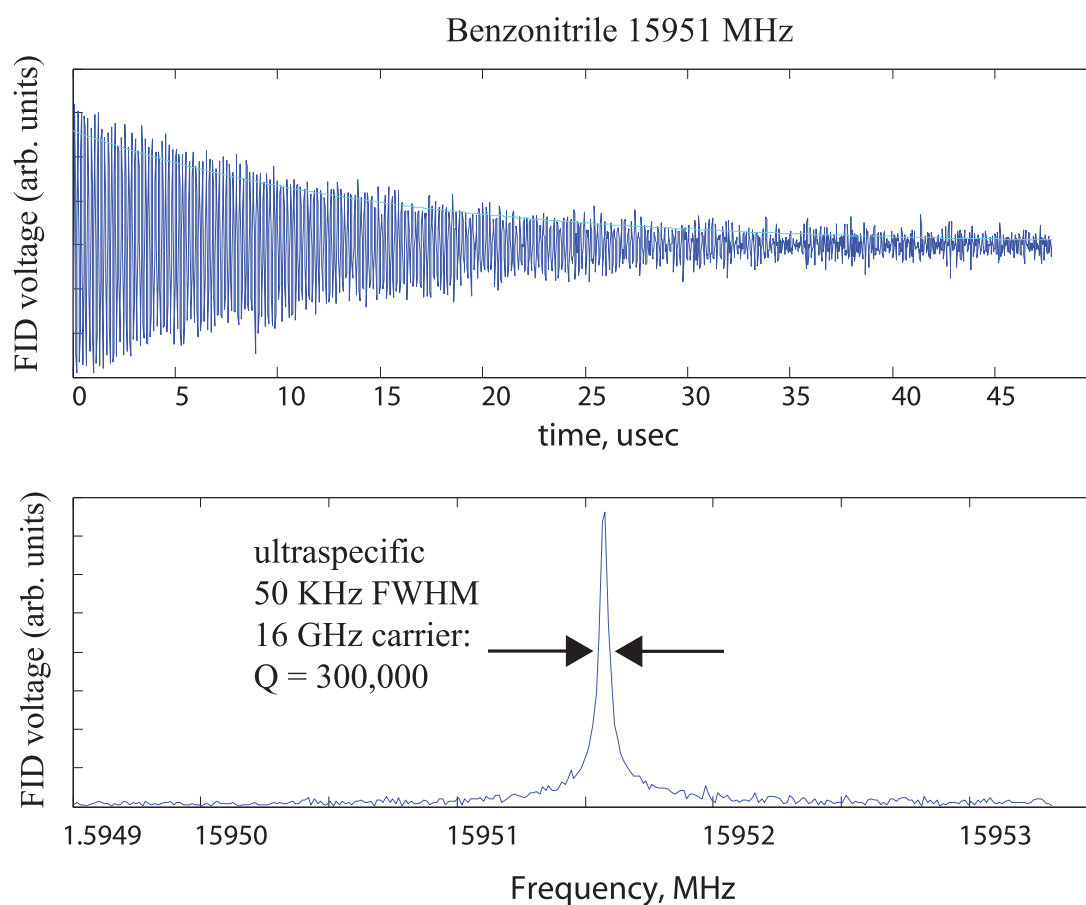 Benzonitrile 15951 MHz
FID voltage (arb. units)
0 5 10 15 20 25 30 35 40 45
time, usec
FID voltage (arb. units)
ultraspecific
50 KHz FWHM
16 GHz carrier:
Q = 300,000
1.5949 15950 15951 15952 15953
Frequency, MHz